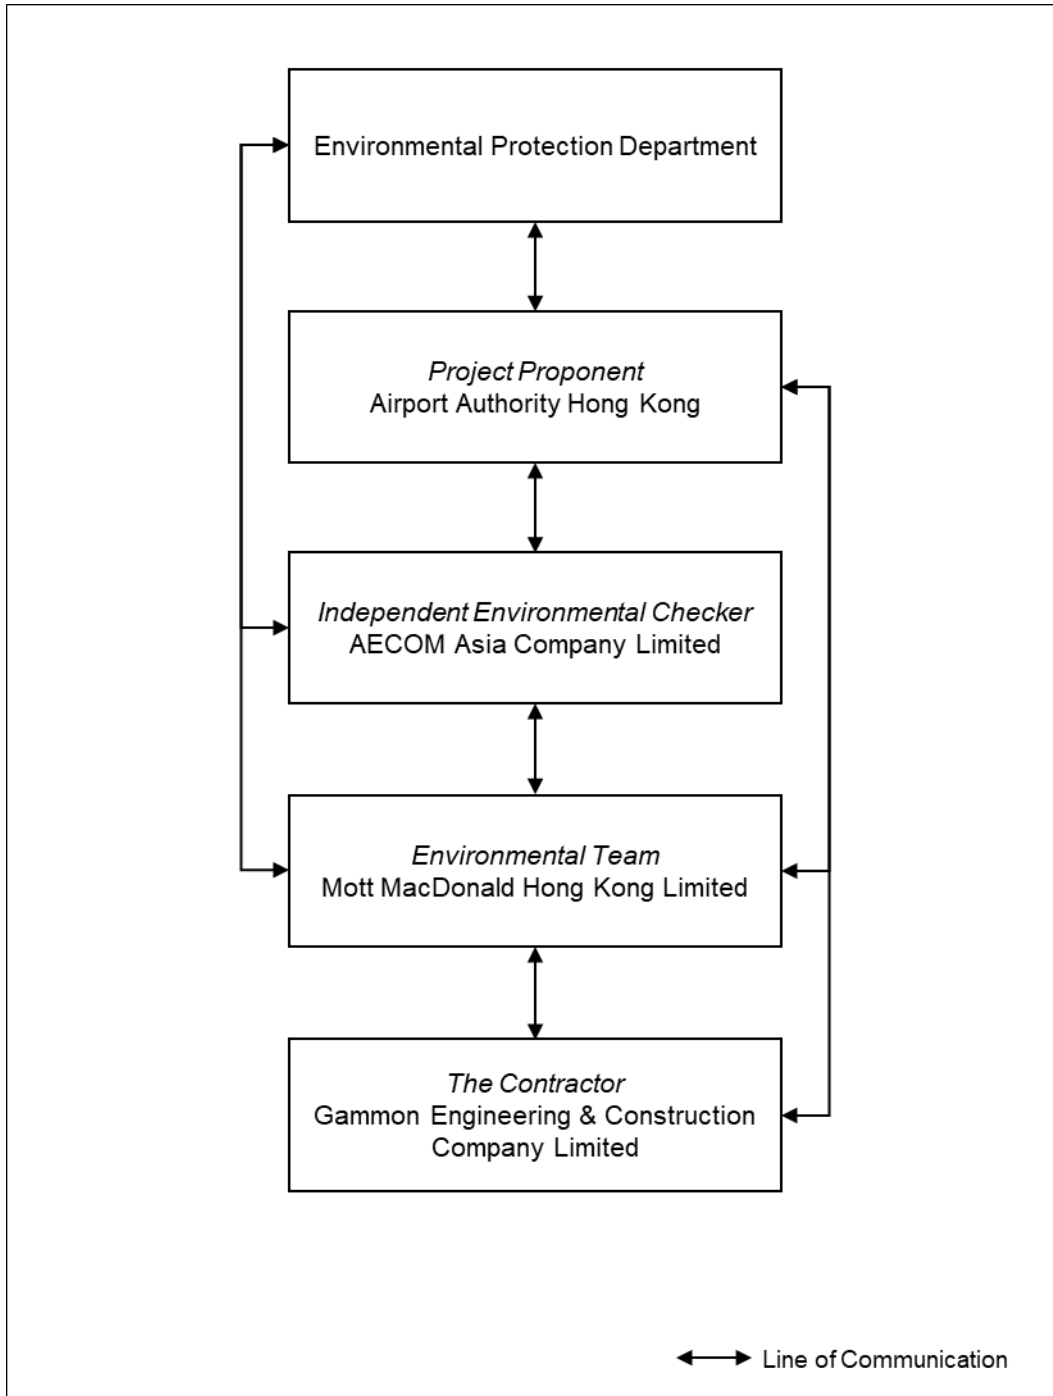 Environmental Protection Department
Project Proponent
Airport Authority Hong Kong
Independent Environmental Checker
AECOM Asia Company Limited
Environmental Team
Mott MacDonald Hong Kong Limited
The Contractor
Gammon Engineering & Construction
Company Limited
Line of Communication